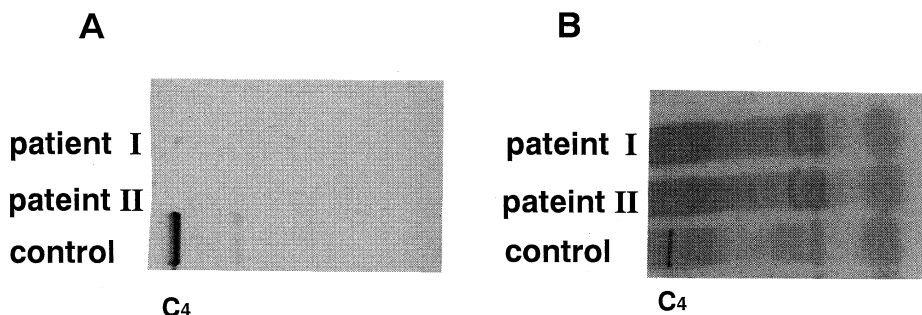 A
B
patient I
pateint II
control
C4
pateint I
pateint II
control
C4